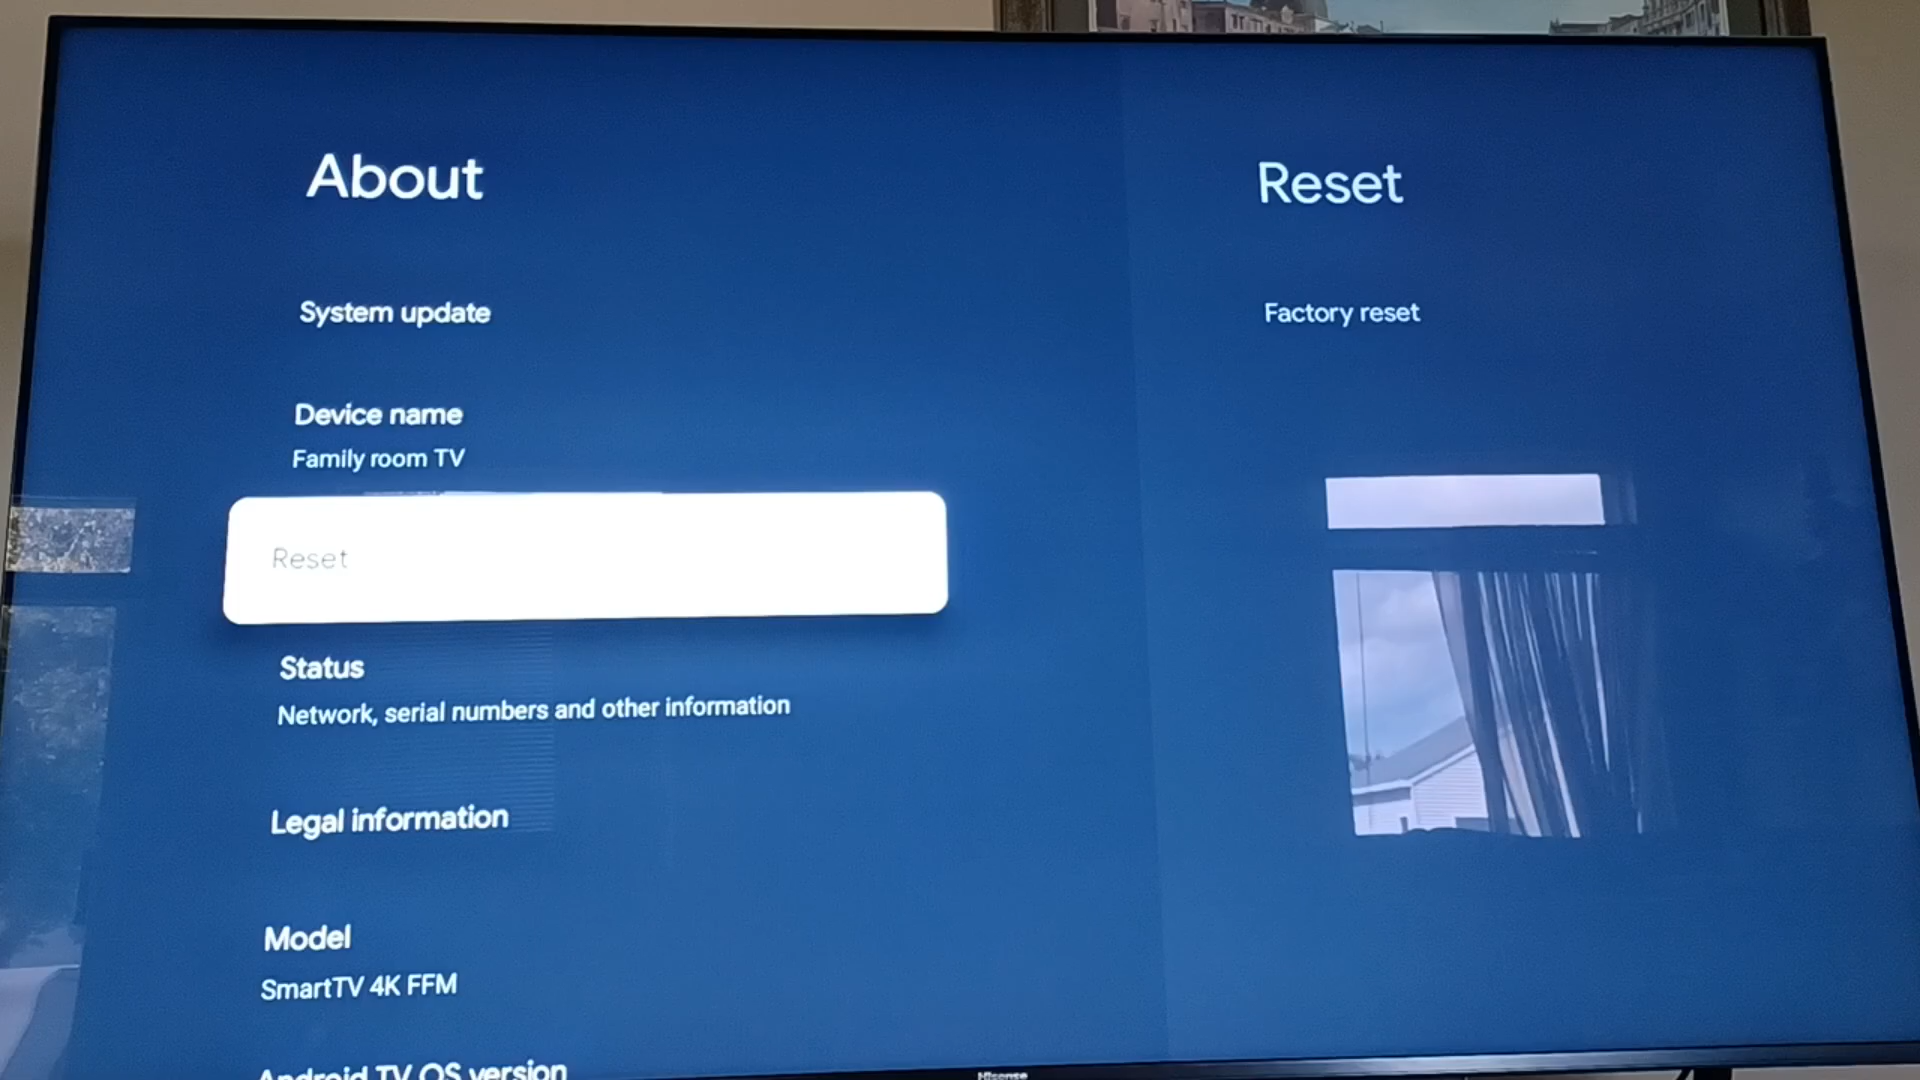 About
System update
Device name
Family room TV
Reset
Status
Network, serial numbers and other information
Legal information
Model
SmartTV 4K FFM
Android TV OS version
Reset
Factory reset
Hisense